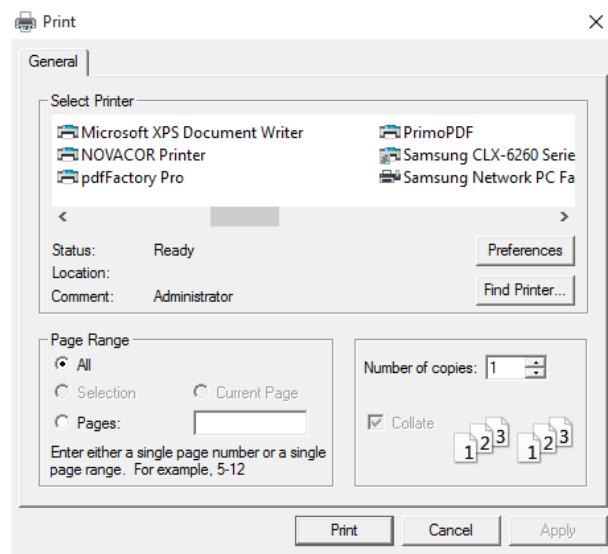 Print
General
Select Printer
Microsoft XPS Document Writer
NOVACOR Printer
pdfFactory Pro
PrimoPDF
Samsung CLX-6260 Serie
Samsung Network PC Fa
Status: Ready
Location:
Comment: Administrator
Preferences
Find Printer...
Page Range
All
Selection Current Page
Pages:
Enter either a single page number or a single
page range. For example, 5-12
Number of copies: 1
Collate
1 2 3 1 2 3
Print Cancel Apply